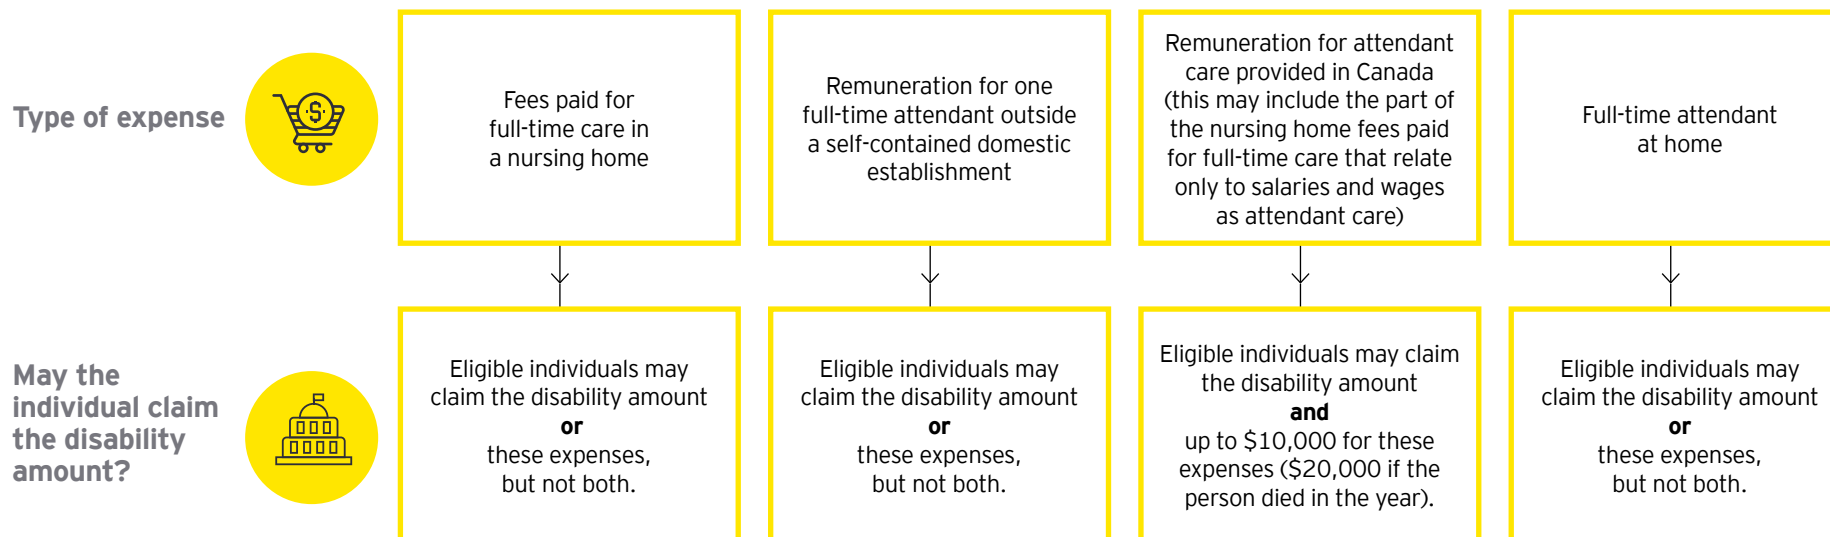 Type of expense
$
Fees paid for
full-time care in
a nursing home
Remuneration for one
full-time attendant outside
a self-contained domestic
establishment
Remuneration for attendant
care provided in Canada
(this may include the part of
the nursing home fees paid
for full-time care that relate
only to salaries and wages
as attendant care)
Full-time attendant
at home
May the
individual claim
the disability
amount?
Eligible individuals may
claim the disability amount
or
these expenses,
but not both.
Eligible individuals may
claim the disability amount
or
these expenses,
but not both.
Eligible individuals may claim
the disability amount
and
up to $10,000 for these
expenses ($20,000 if the
person died in the year).
Eligible individuals may
claim the disability amount
or
these expenses,
but not both.